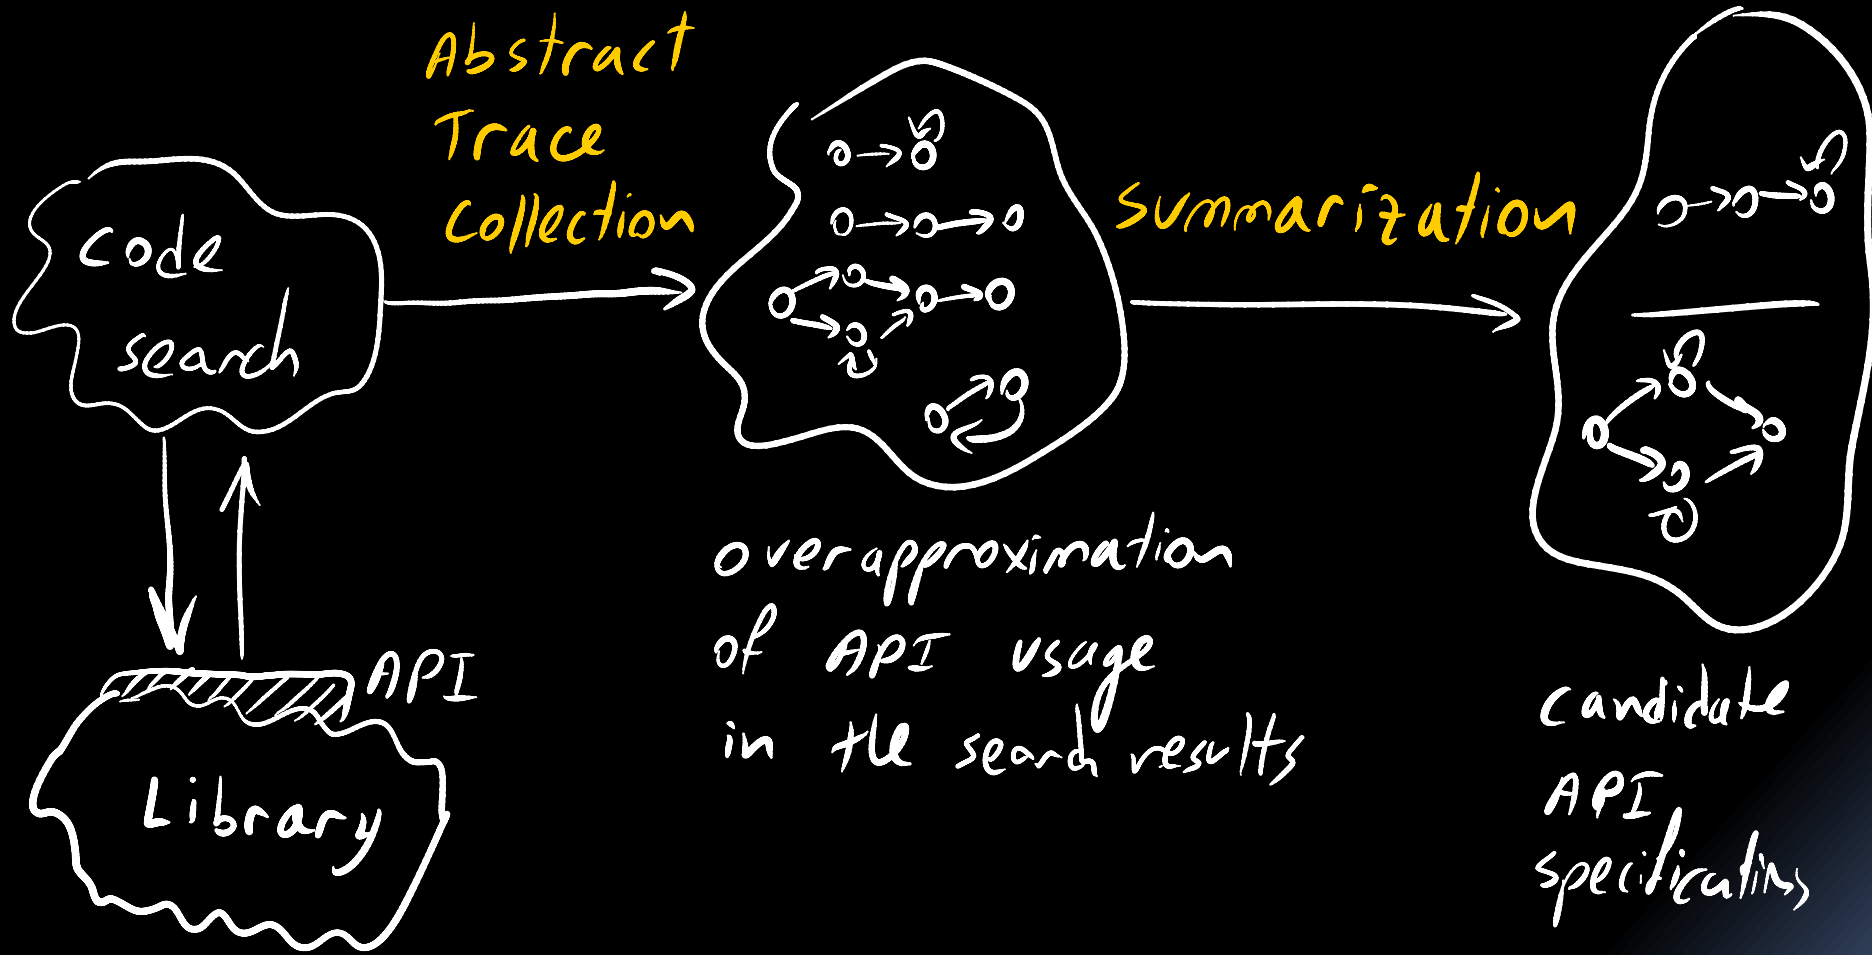 Abstract
Trace
Collection
code
search
API
Library
summarization
overapproximation
of API usage
in the search results
candidate
API
specifications